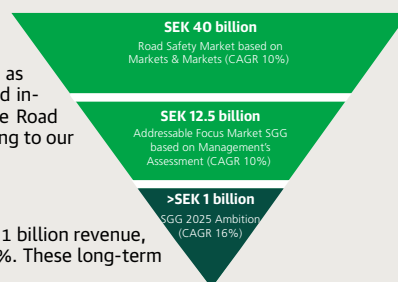 SEK 40 billion
Road Safety Market based on
Markets & Markets (CAGR 10%)
as
d in-
e Road
ng to our
SEK 12.5 billion
Addressable Focus Market SGG
based on Management's
Assessment (CAGR 10%)
>SEK 1 billion
SGG 2025 Ambition
(CAGR 16%)
1 billion revenue,
%. These long-term